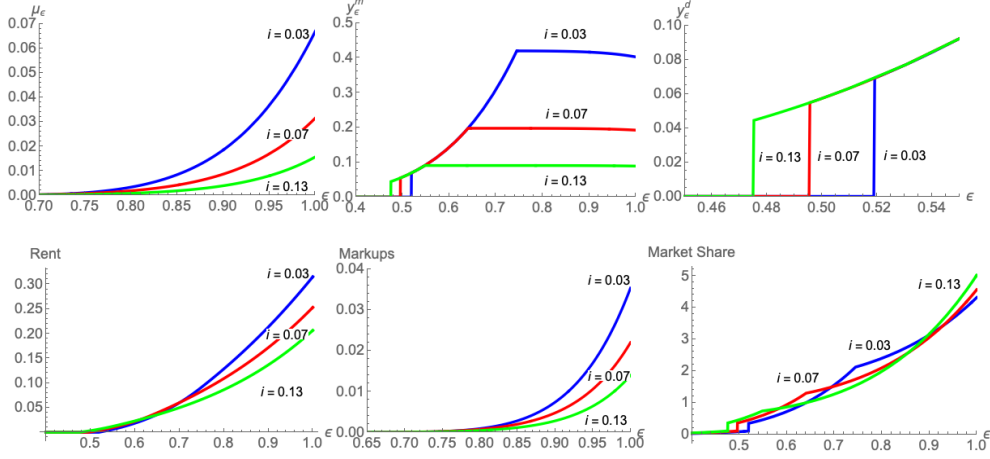 μϵ
0.07
0.06
0.05
0.04
0.03
0.02
0.01
0.00
0.70 0.75 0.80 0.85 0.90 0.95 1.00
ϵ
i = 0.03
i = 0.07
i = 0.13
yϵm
0.5
0.4
0.3
0.2
0.1
0.0
0.4 0.5 0.6 0.7 0.8 0.9 1.0
ϵ
i = 0.03
i = 0.07
i = 0.13
yϵd
0.10
0.08
0.06
0.04
0.02
0.00
0.46 0.48 0.50 0.52 0.54
ϵ
i = 0.13 i = 0.07 i = 0.03
Rent
0.30
0.25
0.20
0.15
0.10
0.05
0.5 0.6 0.7 0.8 0.9 1.0
ϵ
i = 0.03
i = 0.07
i = 0.13
Markups
0.04
0.03
0.02
0.01
0.00
0.65 0.70 0.75 0.80 0.85 0.90 0.95 1.00
ϵ
i = 0.03
i = 0.07
i = 0.13
Market Share
5
4
3
2
1
0
0.4 0.5 0.6 0.7 0.8 0.9 1.0
ϵ
i = 0.13
i = 0.03
i = 0.07